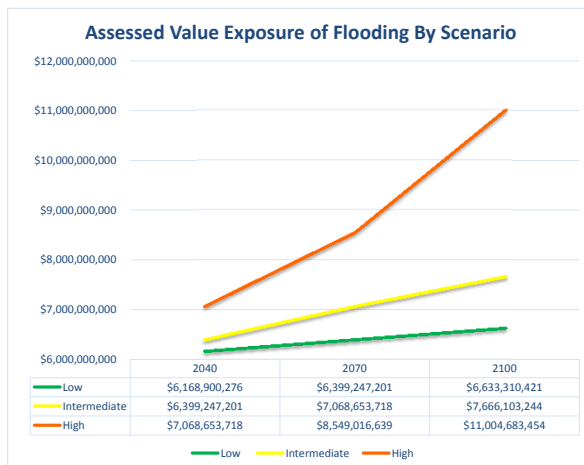 Assessed Value Exposure of Flooding By Scenario
$12,000,000,000
$11,000,000,000
$10,000,000,000
$9,000,000,000
$8,000,000,000
$7,000,000,000
$6,000,000,000
2040 2070 2100
Low $6,168,900,276 $6,399,247,201 $6,633,310,421
Intermediate $6,399,247,201 $7,068,653,718 $7,666,103,244
High $7,068,653,718 $8,549,016,639 $11,004,683,454
Low Intermediate High